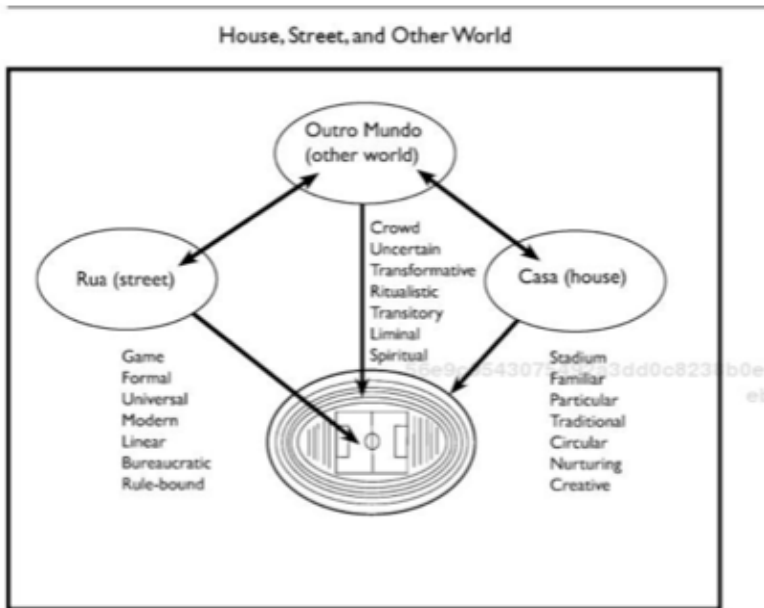 House, Street, and Other World
Outro Mundo
(other world)
Rua (street)
Casa (house)
Crowd
Uncertain
Transformative
Ritualistic
Transitory
Liminal
Spiritual
Game
Formal
Universal
Modern
Linear
Bureaucratic
Rule-bound
Stadium
Familiar
Particular
Traditional
Circular
Nurturing
Creative